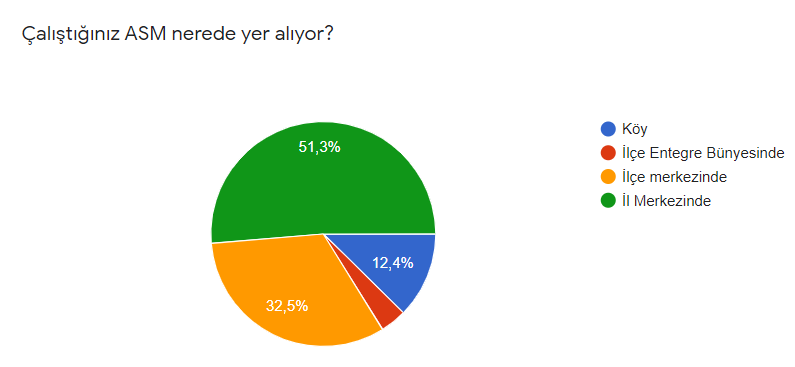 Çalıştığınız ASM nerede yer alıyor?
51,3%
12,4%
32,5%
Köy
İlçe Entegre Bünyesinde
İlçe merkezinde
İl Merkezinde